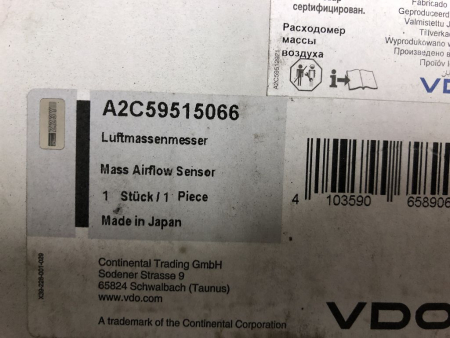 сертифицирован.
Расходомер
массы
воздуха
Fabricado
Geproduceerd
Valmistettu J
Tillverka
Wyprodukowano w
Произведено в
VDO
A2C59515066
Luftmassenmesser
Mass Airflow Sensor
1 Stück / 1 Piece
Made in Japan
4 103590 658906
Continental Trading GmbH
Sodener Strasse 9
65824 Schwalbach (Taunus)
www.vdo.com
A trademark of the Continental Corporation
VDO